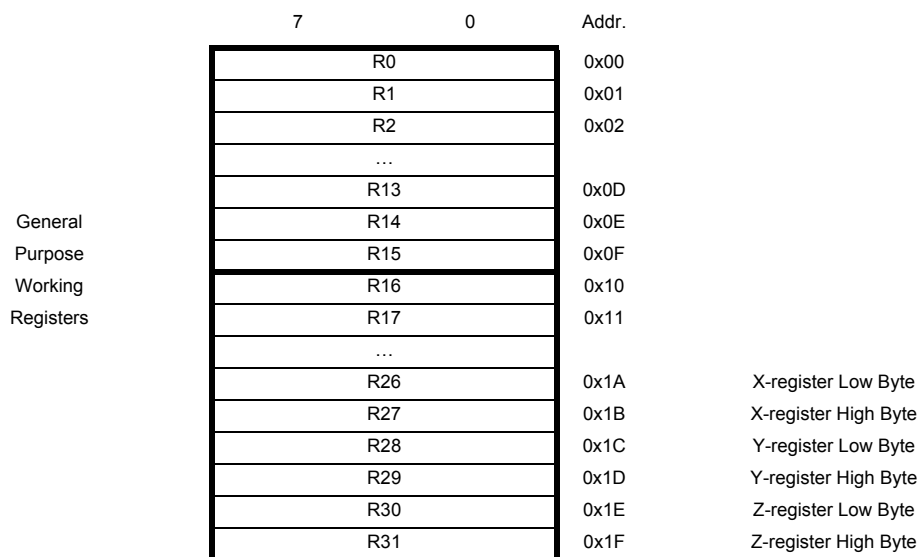 7 0 Addr.
R0 0x00
R1 0x01
R2 0x02
…
R13 0x0D
General R14 0x0E
Purpose R15 0x0F
Working R16 0x10
Registers R17 0x11
…
R26 0x1A X-register Low Byte
R27 0x1B X-register High Byte
R28 0x1C Y-register Low Byte
R29 0x1D Y-register High Byte
R30 0x1E Z-register Low Byte
R31 0x1F Z-register High Byte